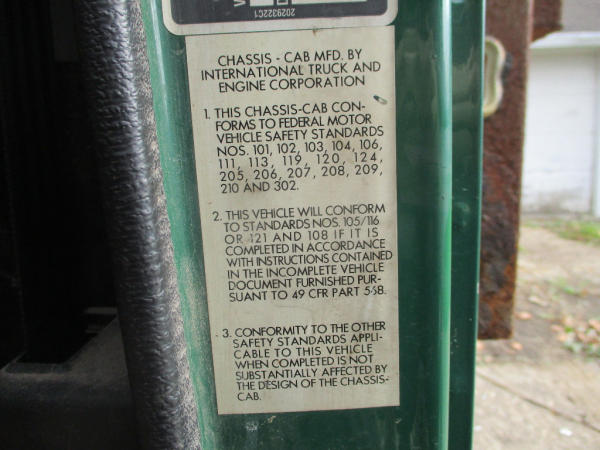 2029322C1
CHASSIS - CAB MFD. BY
INTERNATIONAL TRUCK AND
ENGINE CORPORATION
1. THIS CHASSIS-CAB CON-
FORMS TO FEDERAL MOTOR
VEHICLE SAFETY STANDARDS
NOS. 101, 102, 103, 104, 106,
111, 113, 119, 120, 124,
205, 206, 207, 208, 209,
210 AND 302.
2. THIS VEHICLE WILL CONFORM
TO STANDARDS NOS. 105/116
OR 121 AND 108 IF IT IS
COMPLETED IN ACCORDANCE
WITH INSTRUCTIONS CONTAINED
IN THE INCOMPLETE VEHICLE
DOCUMENT FURNISHED PUR-
SUANT TO 49 CFR PART 568.
3. CONFORMITY TO THE OTHER
SAFETY STANDARDS APPLI-
CABLE TO THIS VEHICLE
WHEN COMPLETED IS NOT
SUBSTANTIALLY AFFECTED BY
THE DESIGN OF THE CHASSIS-
CAB.